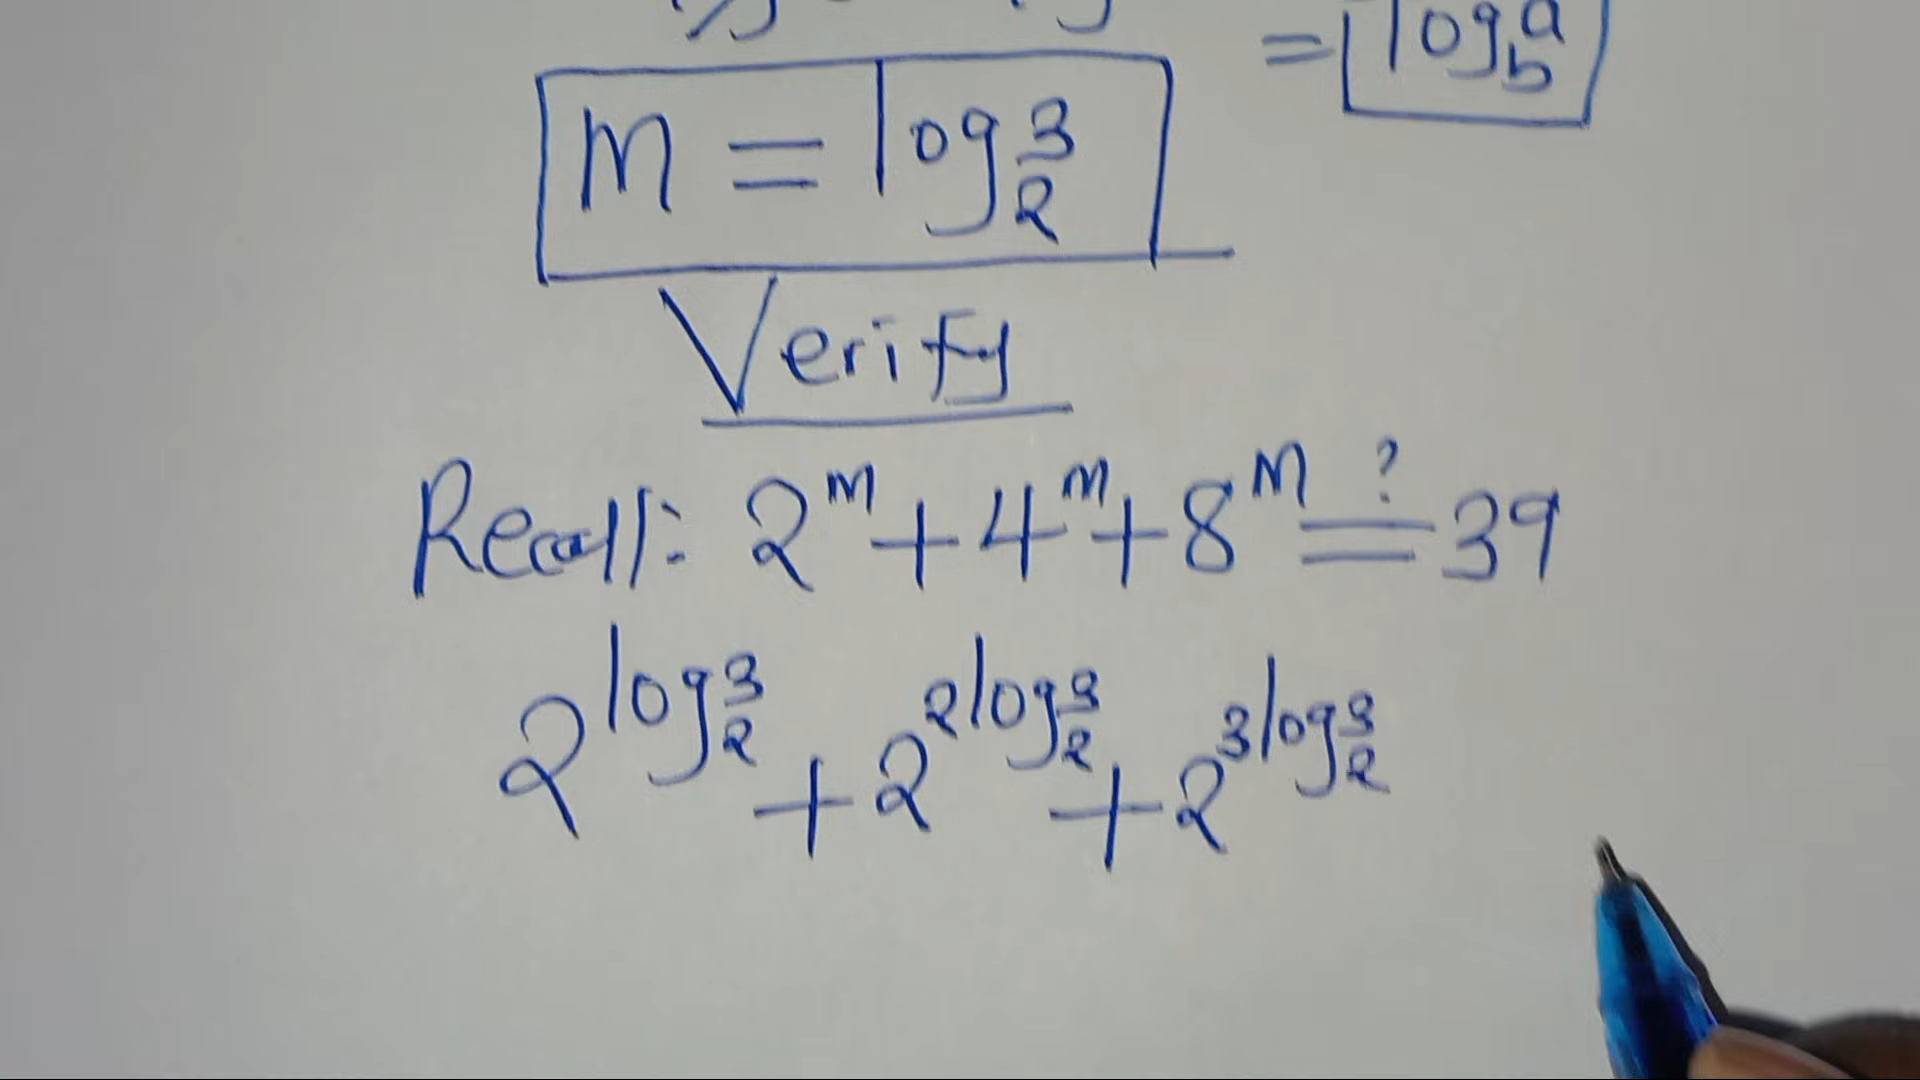 = log_b^a
m = log_2^3
Verify
Recall: 2^m + 4^m + 8^m ?= 39
2^{log_2^3} + 2^{2log_2^3} + 2^{3log_2^3}